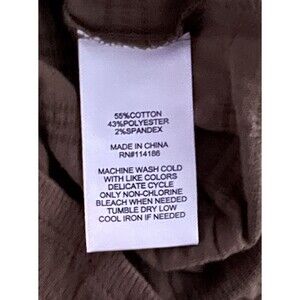 55%COTTON
43%POLYESTER
2%SPANDEX
MADE IN CHINA
RN#114186
MACHINE WASH COLD
WITH LIKE COLORS
DELICATE CYCLE
ONLY NON-CHLORINE
BLEACH WHEN NEEDED
TUMBLE DRY LOW
COOL IRON IF NEEDED